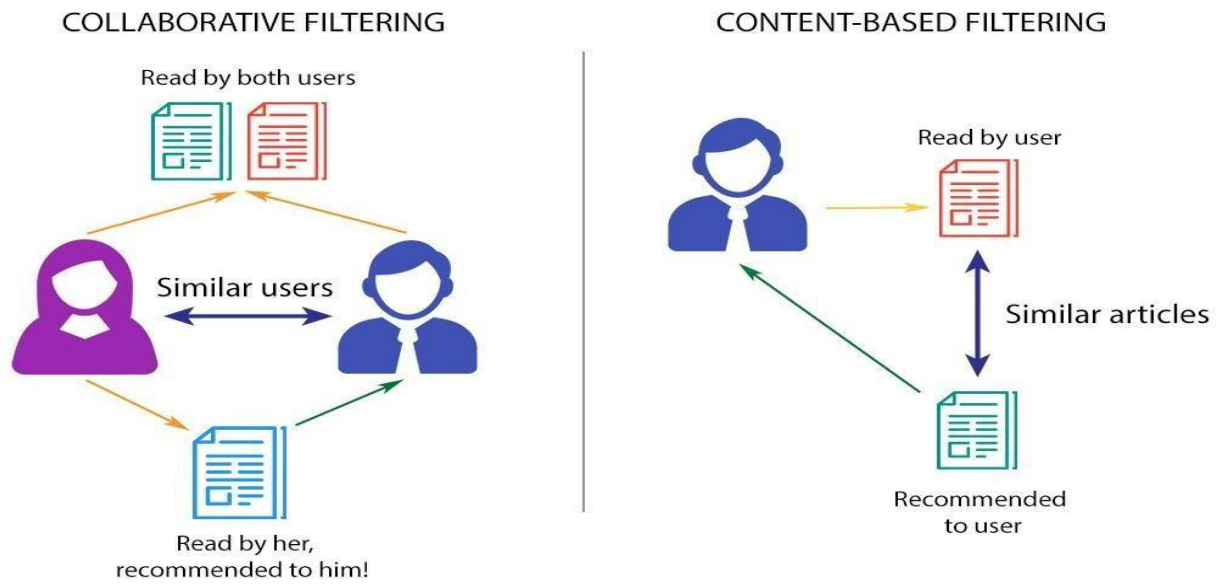 COLLABORATIVE FILTERING
Read by both users
Similar users
Read by her,
recommended to him!
CONTENT-BASED FILTERING
Read by user
Similar articles
Recommended
to user